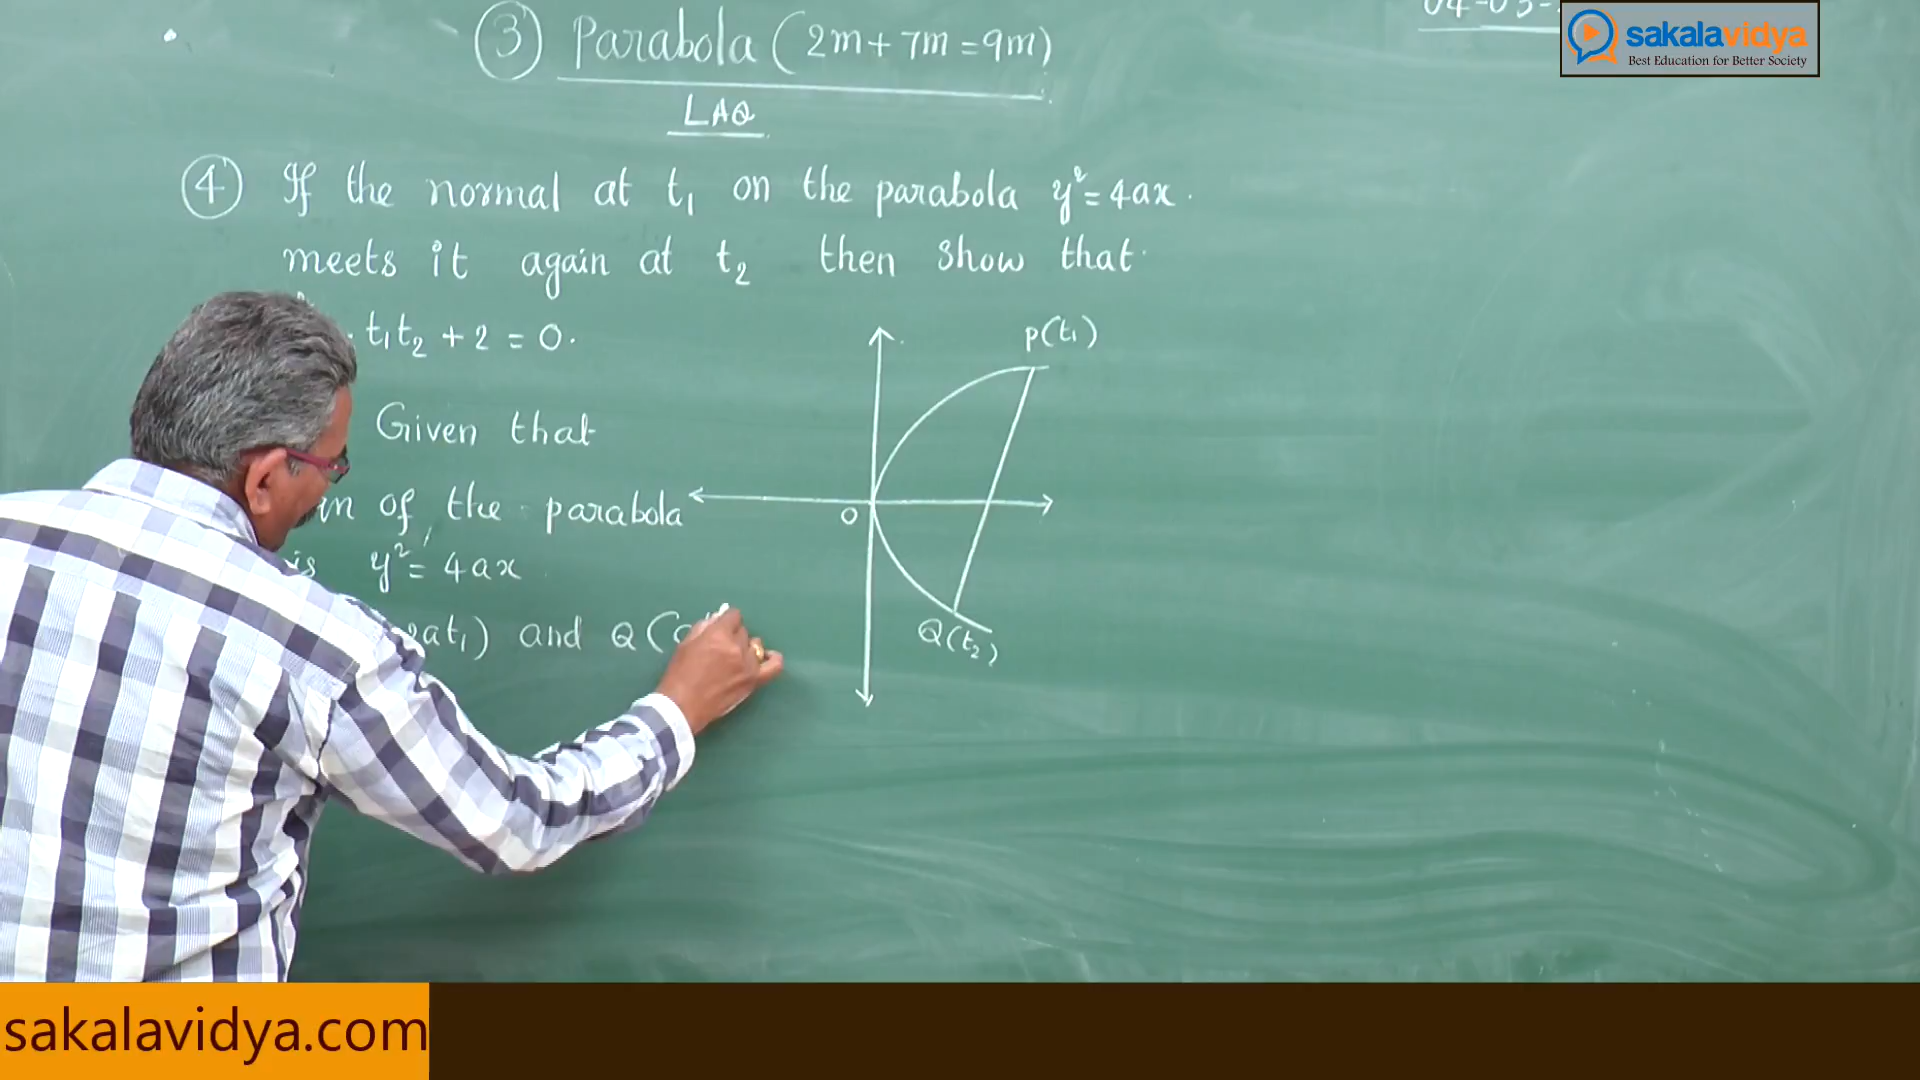 3 Parabola (2m + 7m = 9m)
sakalavidya
Best Education for Better Society
LAQ
4 If the normal at t₁ on the parabola y² = 4ax.
meets it again at t₂ then show that
t₁t₂ + 2 = 0.
P(t₁)
Given that
of the parabola
O
is y² = 4ax
2at₁) and Q(
Q(t₂)
sakalavidya.com